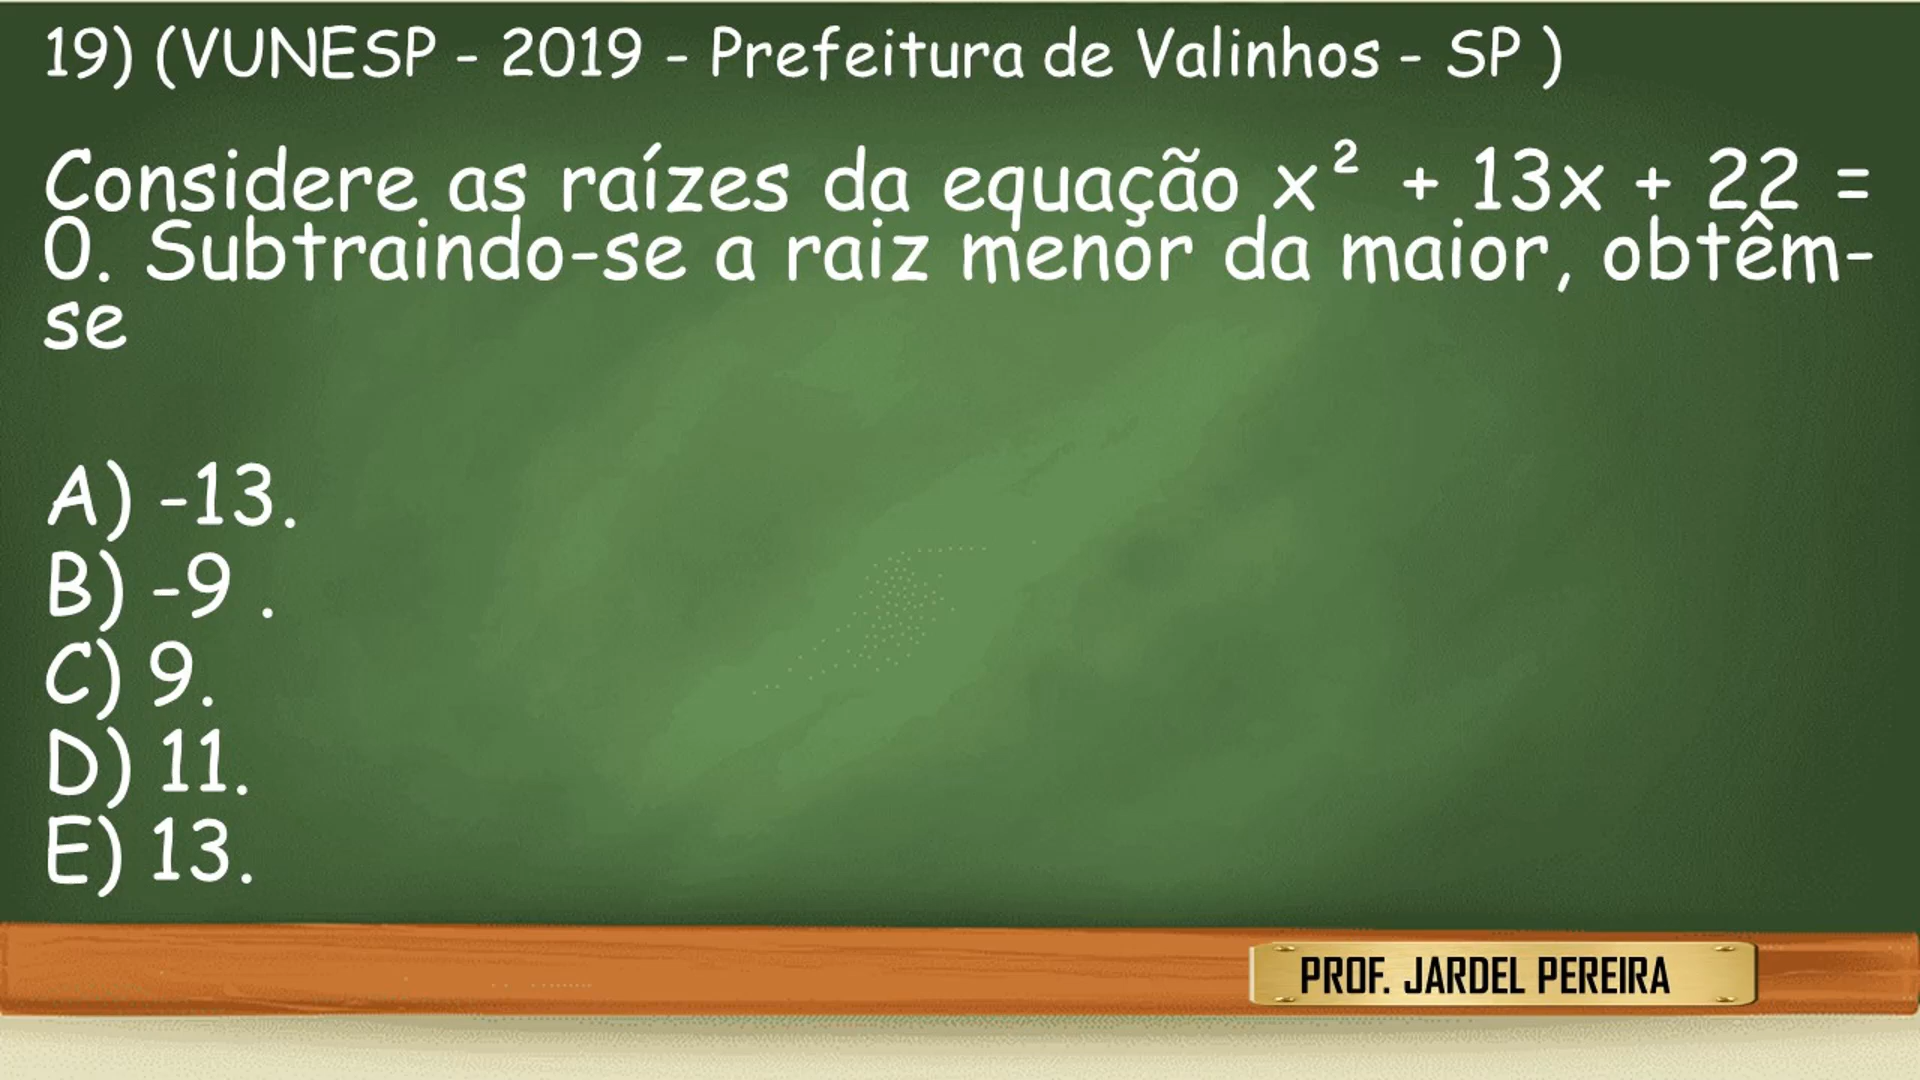 19) (VUNESP - 2019 - Prefeitura de Valinhos - SP )
Considere as raízes da equação x² + 13x + 22 =
0. Subtraindo-se a raiz menor da maior, obtêm-
se
A) -13.
B) -9 .
C) 9.
D) 11.
E) 13.
PROF. JARDEL PEREIRA